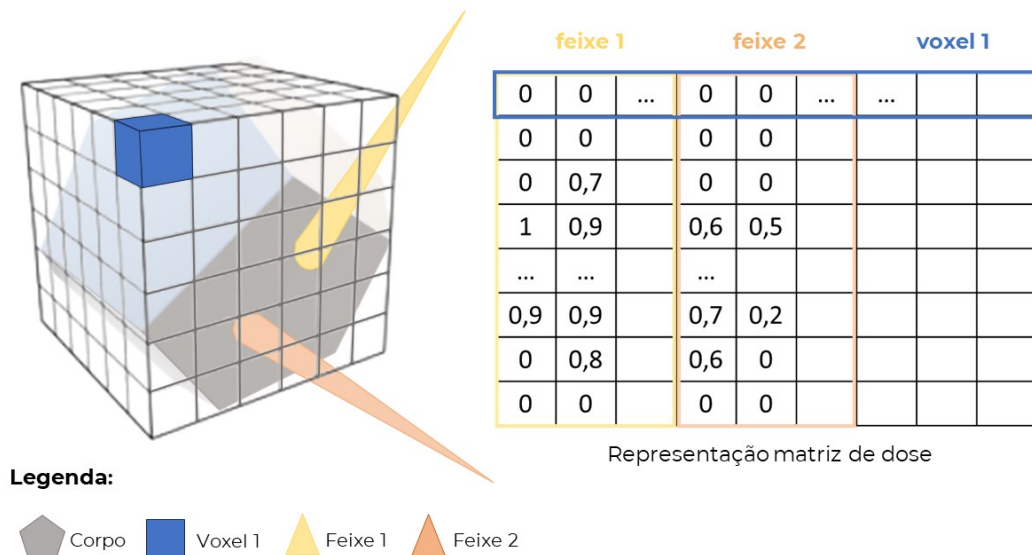 feixe 1 feixe 2 voxel 1
0 0 ... 0 0 ... ...
0 0 0 0
0 0,7 0 0
1 0,9 0,6 0,5
... ... ...
0,9 0,9 0,7 0,2
0 0,8 0,6 0
0 0 0 0
Representação matriz de dose
Legenda:
Corpo Voxel 1 Feixe 1 Feixe 2